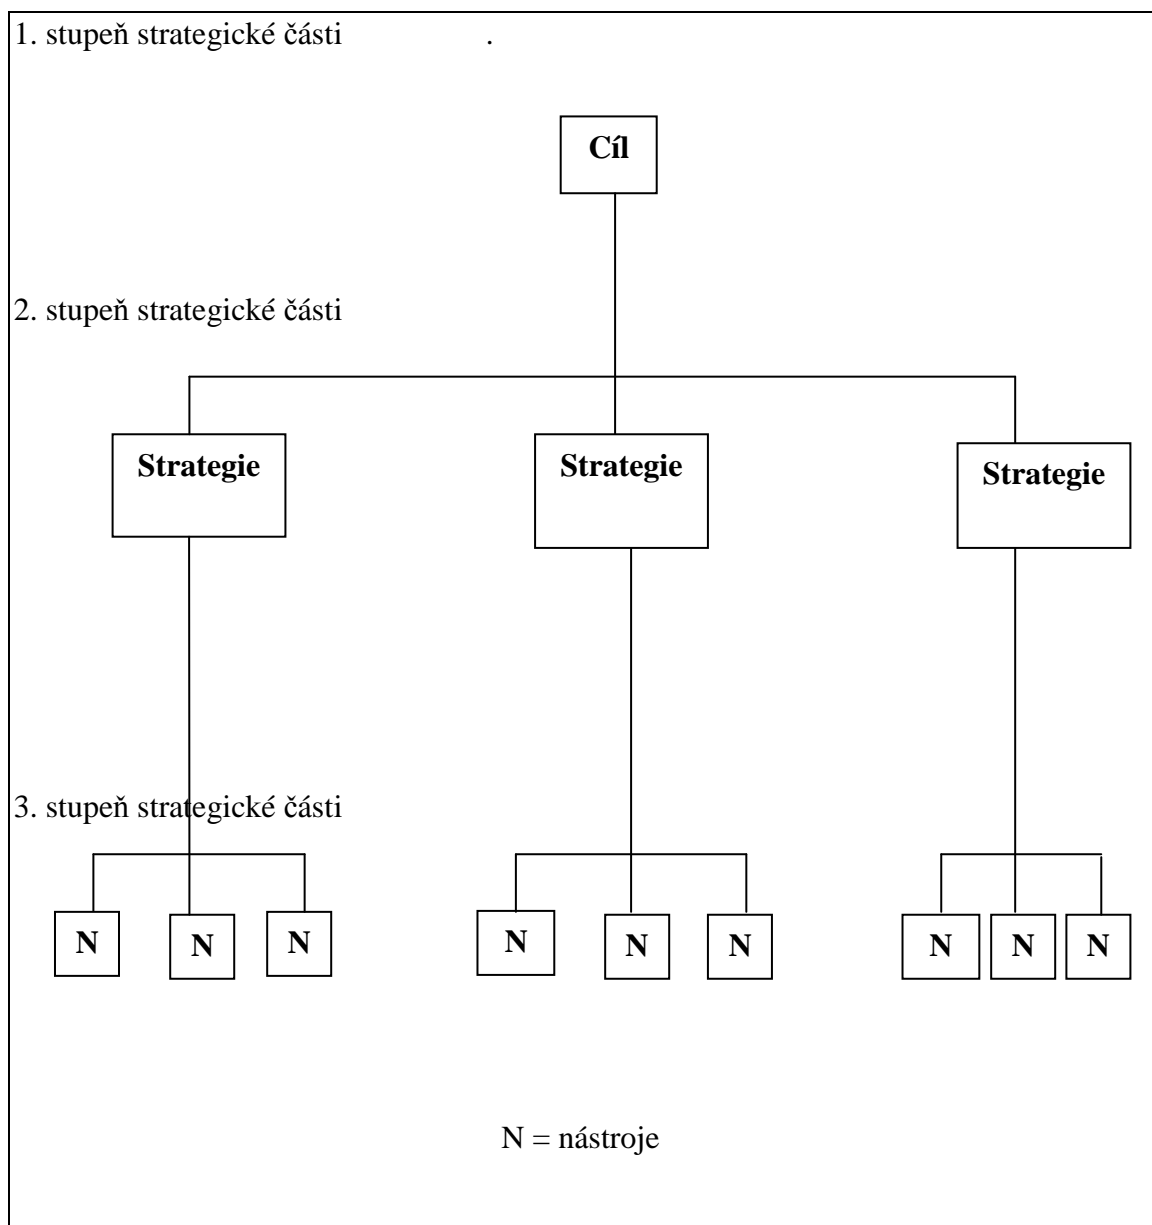 1. stupeň strategické části .
Cíl
2. stupeň strategické části
Strategie Strategie Strategie
3. stupeň strategické části
N N N N N N N N N
N = nástroje